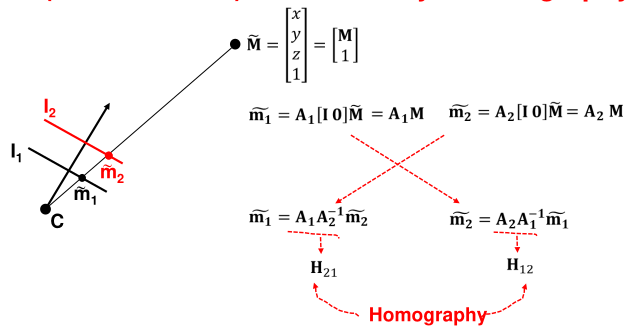 M̃ = [x y z 1] = [M 1]
I₂
m̃₁ = A₁[I 0]M̃ = A₁M
m̃₂ = A₂[I 0]M̃ = A₂ M
I₁
m̃₂
m̃₁
C
m̃₁ = A₁A₂⁻¹m̃₂
m̃₂ = A₂A₁⁻¹m̃₁
H₂₁
H₁₂
Homography